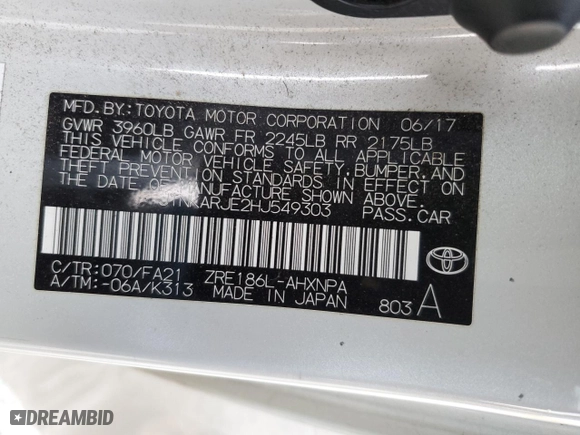 MFD. BY: TOYOTA MOTOR CORPORATION 06/17
GVWR 3960LB GAWR FR 2245LB RR 2175LB
THIS VEHICLE CONFORMS TO ALL APPLICABLE
FEDERAL MOTOR VEHICLE SAFETY, BUMPER, AND
THEFT PREVENTION STANDARDS IN EFFECT ON
THE DATE OF MANUFACTURE SHOWN ABOVE.
ARJE2HJ549303 PASS. CAR
C/TR: 070/FA21 ZRE186L-AHXNPA
A/TM: -06A/K313 MADE IN JAPAN 803 A
TOYOTA
DREAMBID